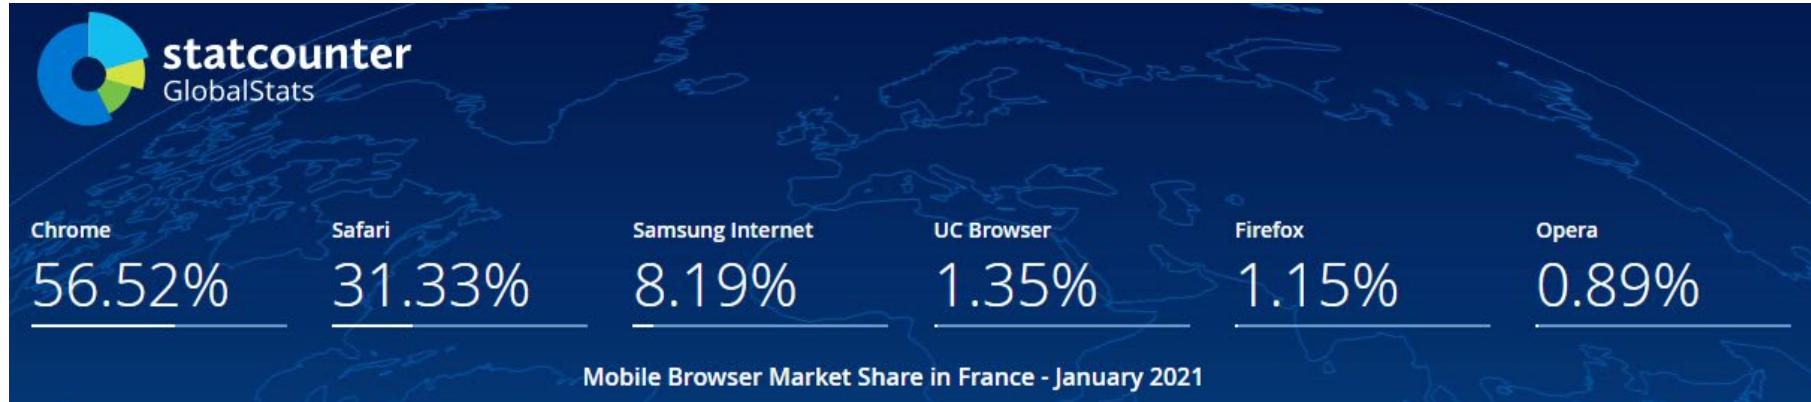 statcounter
GlobalStats
Chrome
56.52%
Safari
31.33%
Samsung Internet
8.19%
UC Browser
1.35%
Firefox
1.15%
Opera
0.89%
Mobile Browser Market Share in France - January 2021